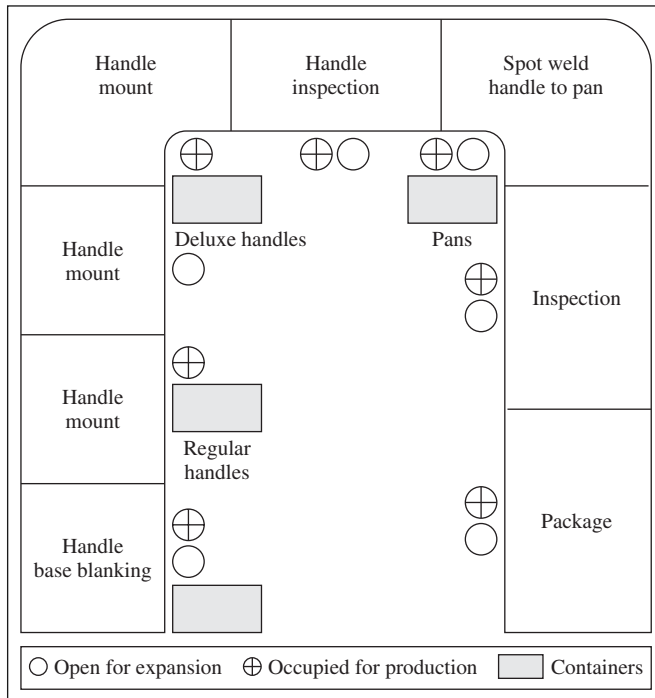 Handle
mount
Handle
inspection
Spot weld
handle to pan
Deluxe handles
Pans
Handle
mount
Inspection
Handle
mount
Regular
handles
Handle
base blanking
Package
Open for expansion
Occupied for production
Containers